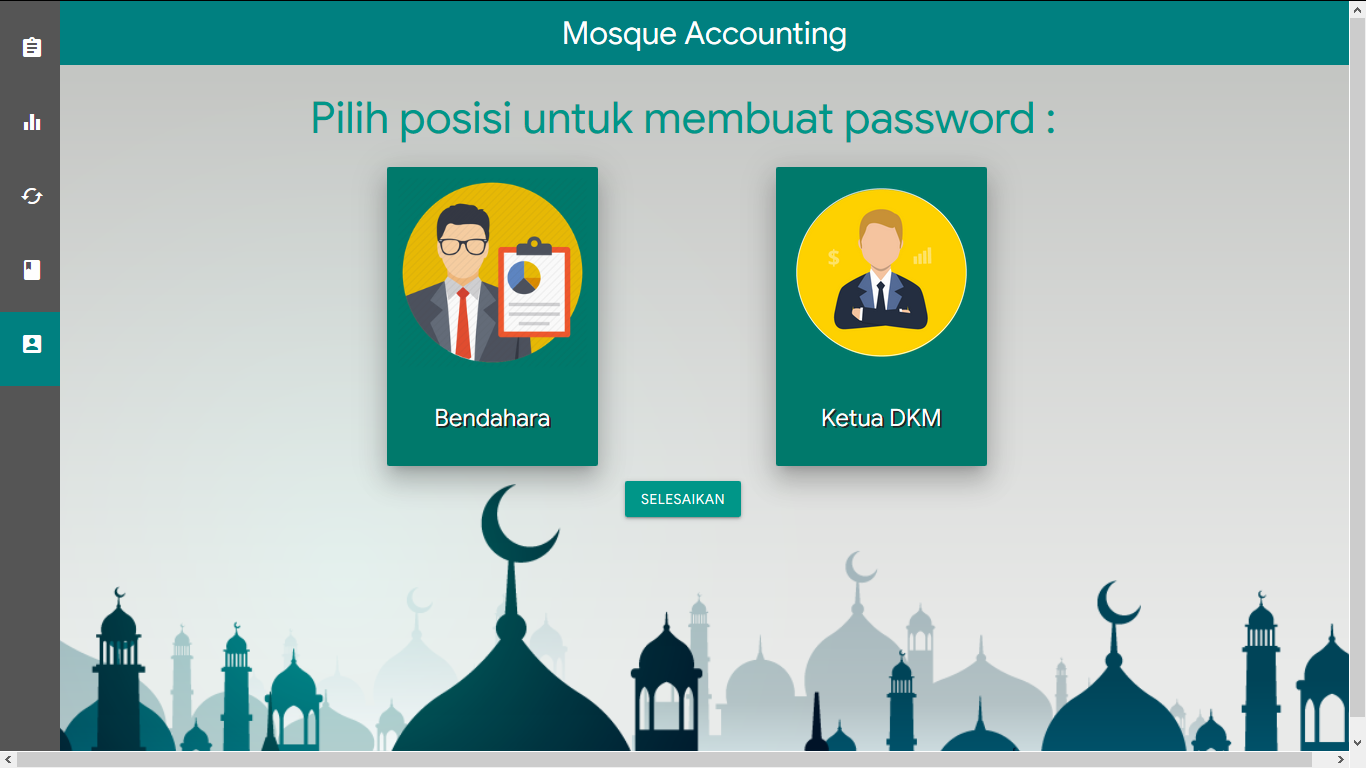 Mosque Accounting
Pilih posisi untuk membuat password :
Bendahara
Ketua DKM
SELESAIKAN